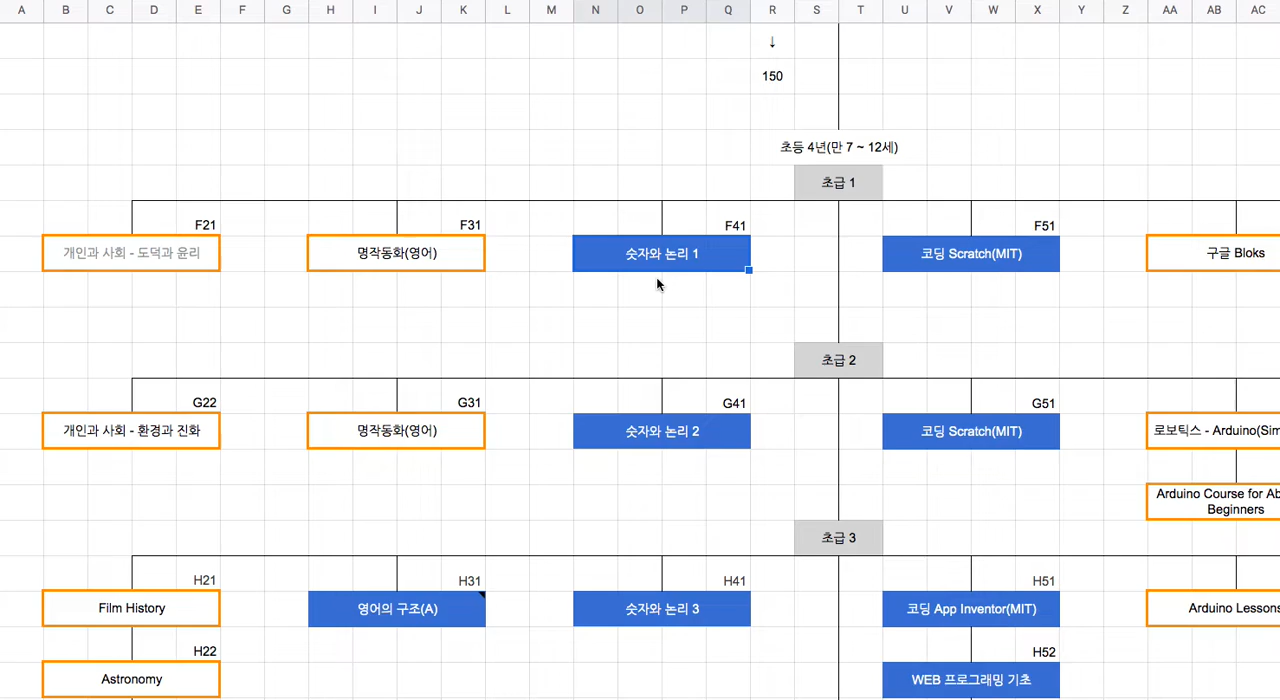 A B C D E F G H I J K L M N O P Q R S T U V W X Y Z AA AB AC
↓
150
초등 4년(만 7 ~ 12세)
초급 1
F21 F31 F41 F51
개인과 사회 - 도덕과 윤리 명작동화(영어) 숫자와 논리 1 코딩 Scratch(MIT) 구글 Bloks
초급 2
G22 G31 G41 G51
개인과 사회 - 환경과 진화 명작동화(영어) 숫자와 논리 2 코딩 Scratch(MIT) 로보틱스 - Arduino(Sim
Arduino Course for Ab
Beginners
초급 3
H21 H31 H41 H51
Film History 영어의 구조(A) 숫자와 논리 3 코딩 App Inventor(MIT) Arduino Lessons
H22 H52
Astronomy WEB 프로그래밍 기초